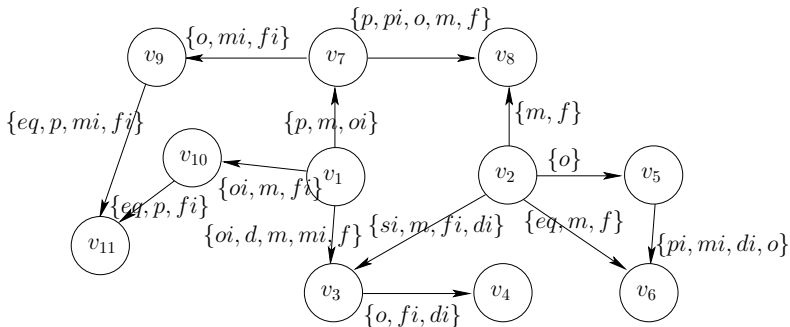 {p, pi, o, m, f}
{o, mi, fi}
v9
v7
v8
{eq, p, mi, fi}
{p, m, oi}
{m, f}
v10
{o}
v1
v2
v5
{oi, m, fi}
{eq, p, fi}
{oi, d, m, mi, f}
{si, m, fi, di}
{eq, m, f}
v11
{pi, mi, di, o}
v3
v4
v6
{o, fi, di}